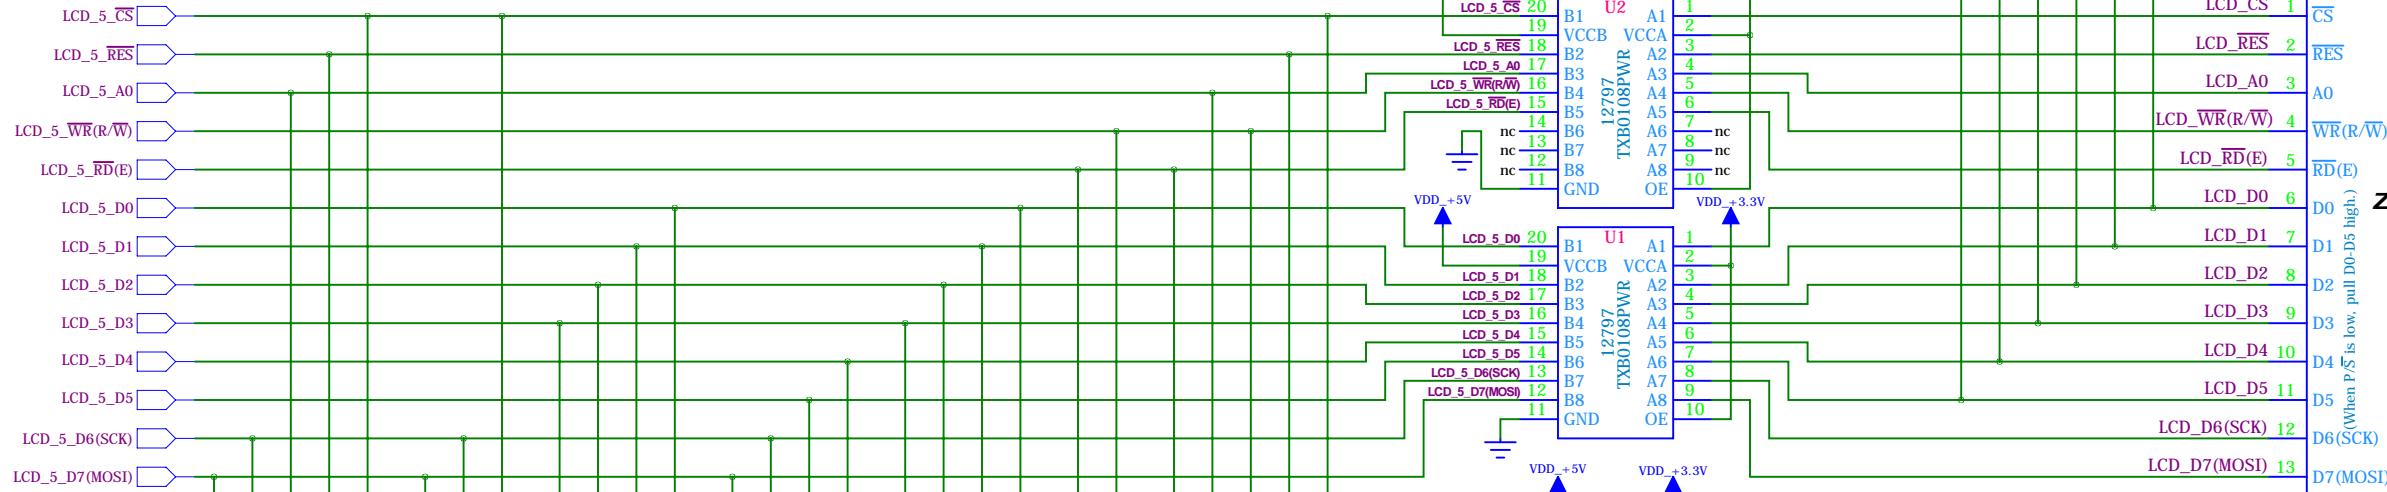 LCD_5_CS
LCD_5_RES
LCD_5_A0
LCD_5_WR(R/W)
LCD_5_RD(E)
LCD_5_D0
LCD_5_D1
LCD_5_D2
LCD_5_D3
LCD_5_D4
LCD_5_D5
LCD_5_D6(SCK)
LCD_5_D7(MOSI)
U2
LCD_5_CS 20 B1 A1 1
19 VCCB VCCA 2
LCD_5_RES 18 B2 A2 3
LCD_5_A0 17 B3 A3 4
LCD_5_WR(R/W) 16 B4 A4 5
LCD_5_RD(E) 15 B5 A5 6
nc 14 B6 A6 7 nc
nc 13 B7 A7 8 nc
nc 12 B8 A8 9 nc
11 GND OE 10
12797
TXB0108PWR
VDD_+5V
VDD_+3.3V
U1
LCD_5_D0 20 B1 A1 1
19 VCCB VCCA 2
LCD_5_D1 18 B2 A2 3
LCD_5_D2 17 B3 A3 4
LCD_5_D3 16 B4 A4 5
LCD_5_D4 15 B5 A5 6
LCD_5_D5 14 B6 A6 7
LCD_5_D6(SCK) 13 B7 A7 8
LCD_5_D7(MOSI) 12 B8 A8 9
11 GND OE 10
12797
TXB0108PWR
VDD_+5V
VDD_+3.3V
LCD_CS 1 CS
LCD_RES 2 RES
LCD_A0 3 A0
LCD_WR(R/W) 4 WR(R/W)
LCD_RD(E) 5 RD(E)
LCD_D0 6 D0
LCD_D1 7 D1
LCD_D2 8 D2
LCD_D3 9 D3
LCD_D4 10 D4
LCD_D5 11 D5
LCD_D6(SCK) 12 D6(SCK)
LCD_D7(MOSI) 13 D7(MOSI)
(When P/S is low, pull D0-D5 high.)
Z